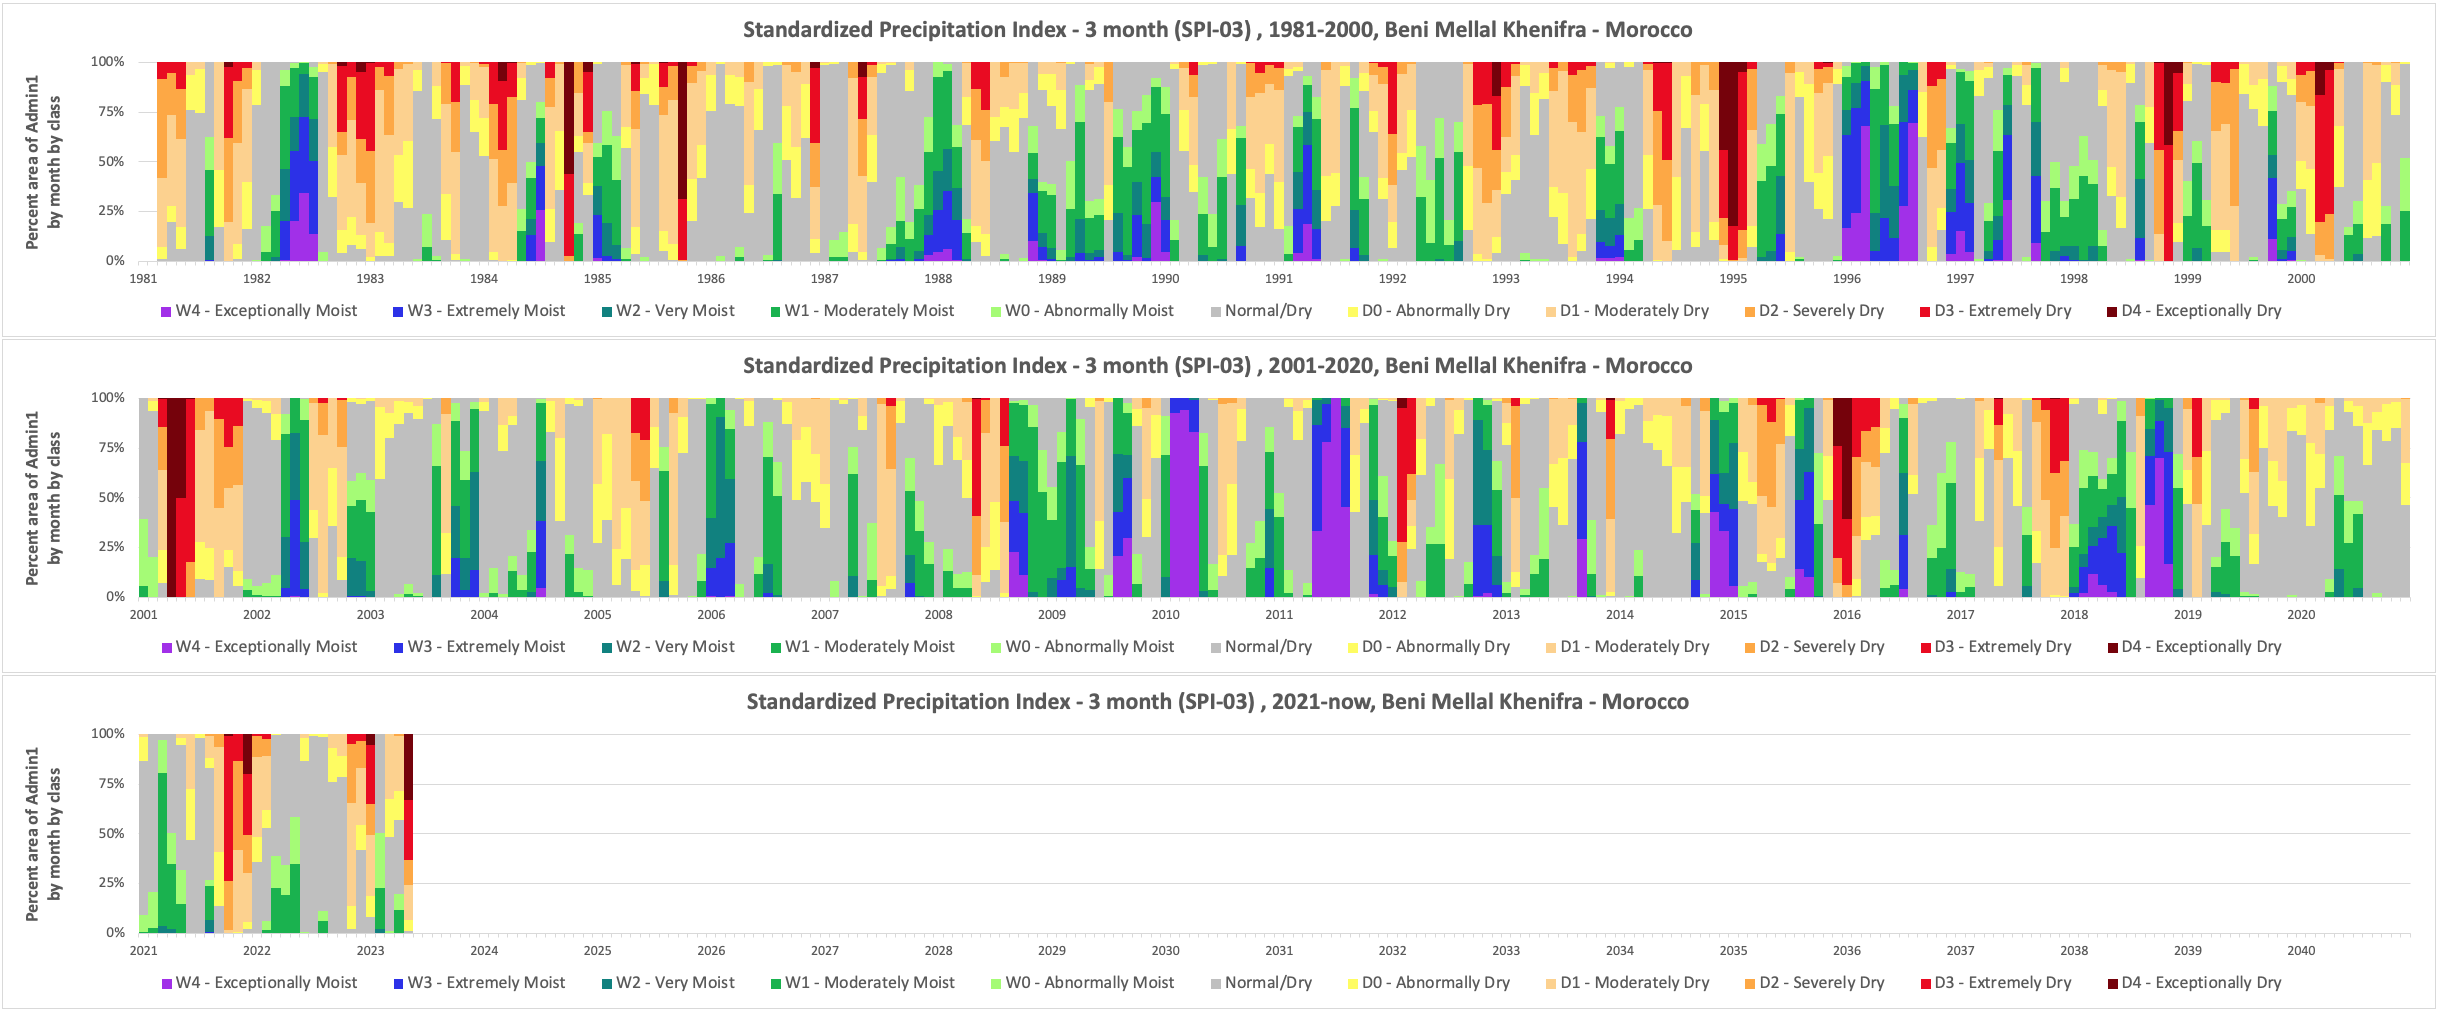 Standardized Precipitation Index - 3 month (SPI-03) , 1981-2000, Beni Mellal Khenifra - Morocco
Percent area of Admin1
by month by class
100%
75%
50%
25%
0%
1981 1982 1983 1984 1985 1986 1987 1988 1989 1990 1991 1992 1993 1994 1995 1996 1997 1998 1999 2000
W4 - Exceptionally Moist W3 - Extremely Moist W2 - Very Moist W1 - Moderately Moist W0 - Abnormally Moist Normal/Dry D0 - Abnormally Dry D1 - Moderately Dry D2 - Severely Dry D3 - Extremely Dry D4 - Exceptionally Dry
Standardized Precipitation Index - 3 month (SPI-03) , 2001-2020, Beni Mellal Khenifra - Morocco
Percent area of Admin1
by month by class
100%
75%
50%
25%
0%
2001 2002 2003 2004 2005 2006 2007 2008 2009 2010 2011 2012 2013 2014 2015 2016 2017 2018 2019 2020
W4 - Exceptionally Moist W3 - Extremely Moist W2 - Very Moist W1 - Moderately Moist W0 - Abnormally Moist Normal/Dry D0 - Abnormally Dry D1 - Moderately Dry D2 - Severely Dry D3 - Extremely Dry D4 - Exceptionally Dry
Standardized Precipitation Index - 3 month (SPI-03) , 2021-now, Beni Mellal Khenifra - Morocco
Percent area of Admin1
by month by class
100%
75%
50%
25%
0%
2021 2022 2023 2024 2025 2026 2027 2028 2029 2030 2031 2032 2033 2034 2035 2036 2037 2038 2039 2040
W4 - Exceptionally Moist W3 - Extremely Moist W2 - Very Moist W1 - Moderately Moist W0 - Abnormally Moist Normal/Dry D0 - Abnormally Dry D1 - Moderately Dry D2 - Severely Dry D3 - Extremely Dry D4 - Exceptionally Dry